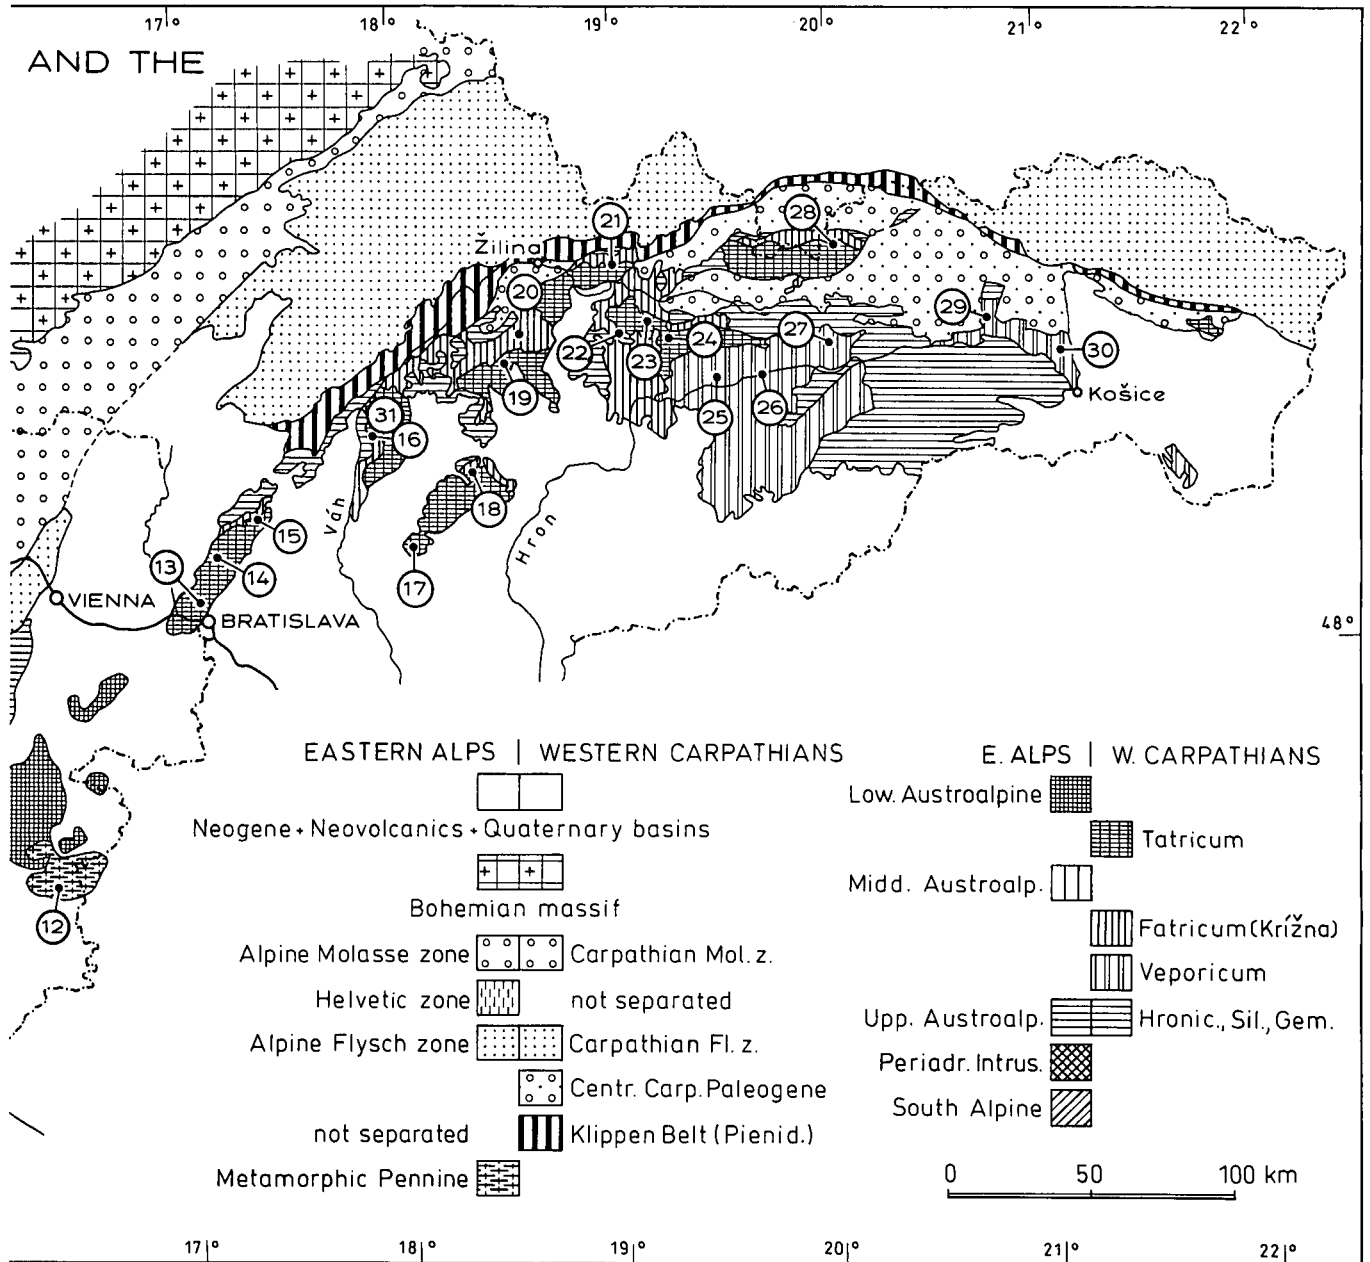 17° 18° 19° 20° 21° 22°
AND THE
28
21
Žilina
20
29
27
22 23 24
30
19
Košice
25 26
31
16
18
Váh
15
Hron
13
14
17
VIENNA
BRATISLAVA
48°
12
EASTERN ALPS | WESTERN CARPATHIANS
Neogene + Neovolcanics + Quaternary basins
Bohemian massif
Alpine Molasse zone Carpathian Mol. z.
Helvetic zone not separated
Alpine Flysch zone Carpathian Fl. z.
Centr. Carp. Paleogene
not separated Klippen Belt (Pienid.)
Metamorphic Pennine
E. ALPS | W. CARPATHIANS
Low. Austroalpine
Tatricum
Midd. Austroalp.
Fatricum (Krížna)
Veporicum
Upp. Austroalp. Hronic., Sil., Gem.
Periadr. Intrus.
South Alpine
0 50 100 km
17° 18° 19° 20° 21° 22°